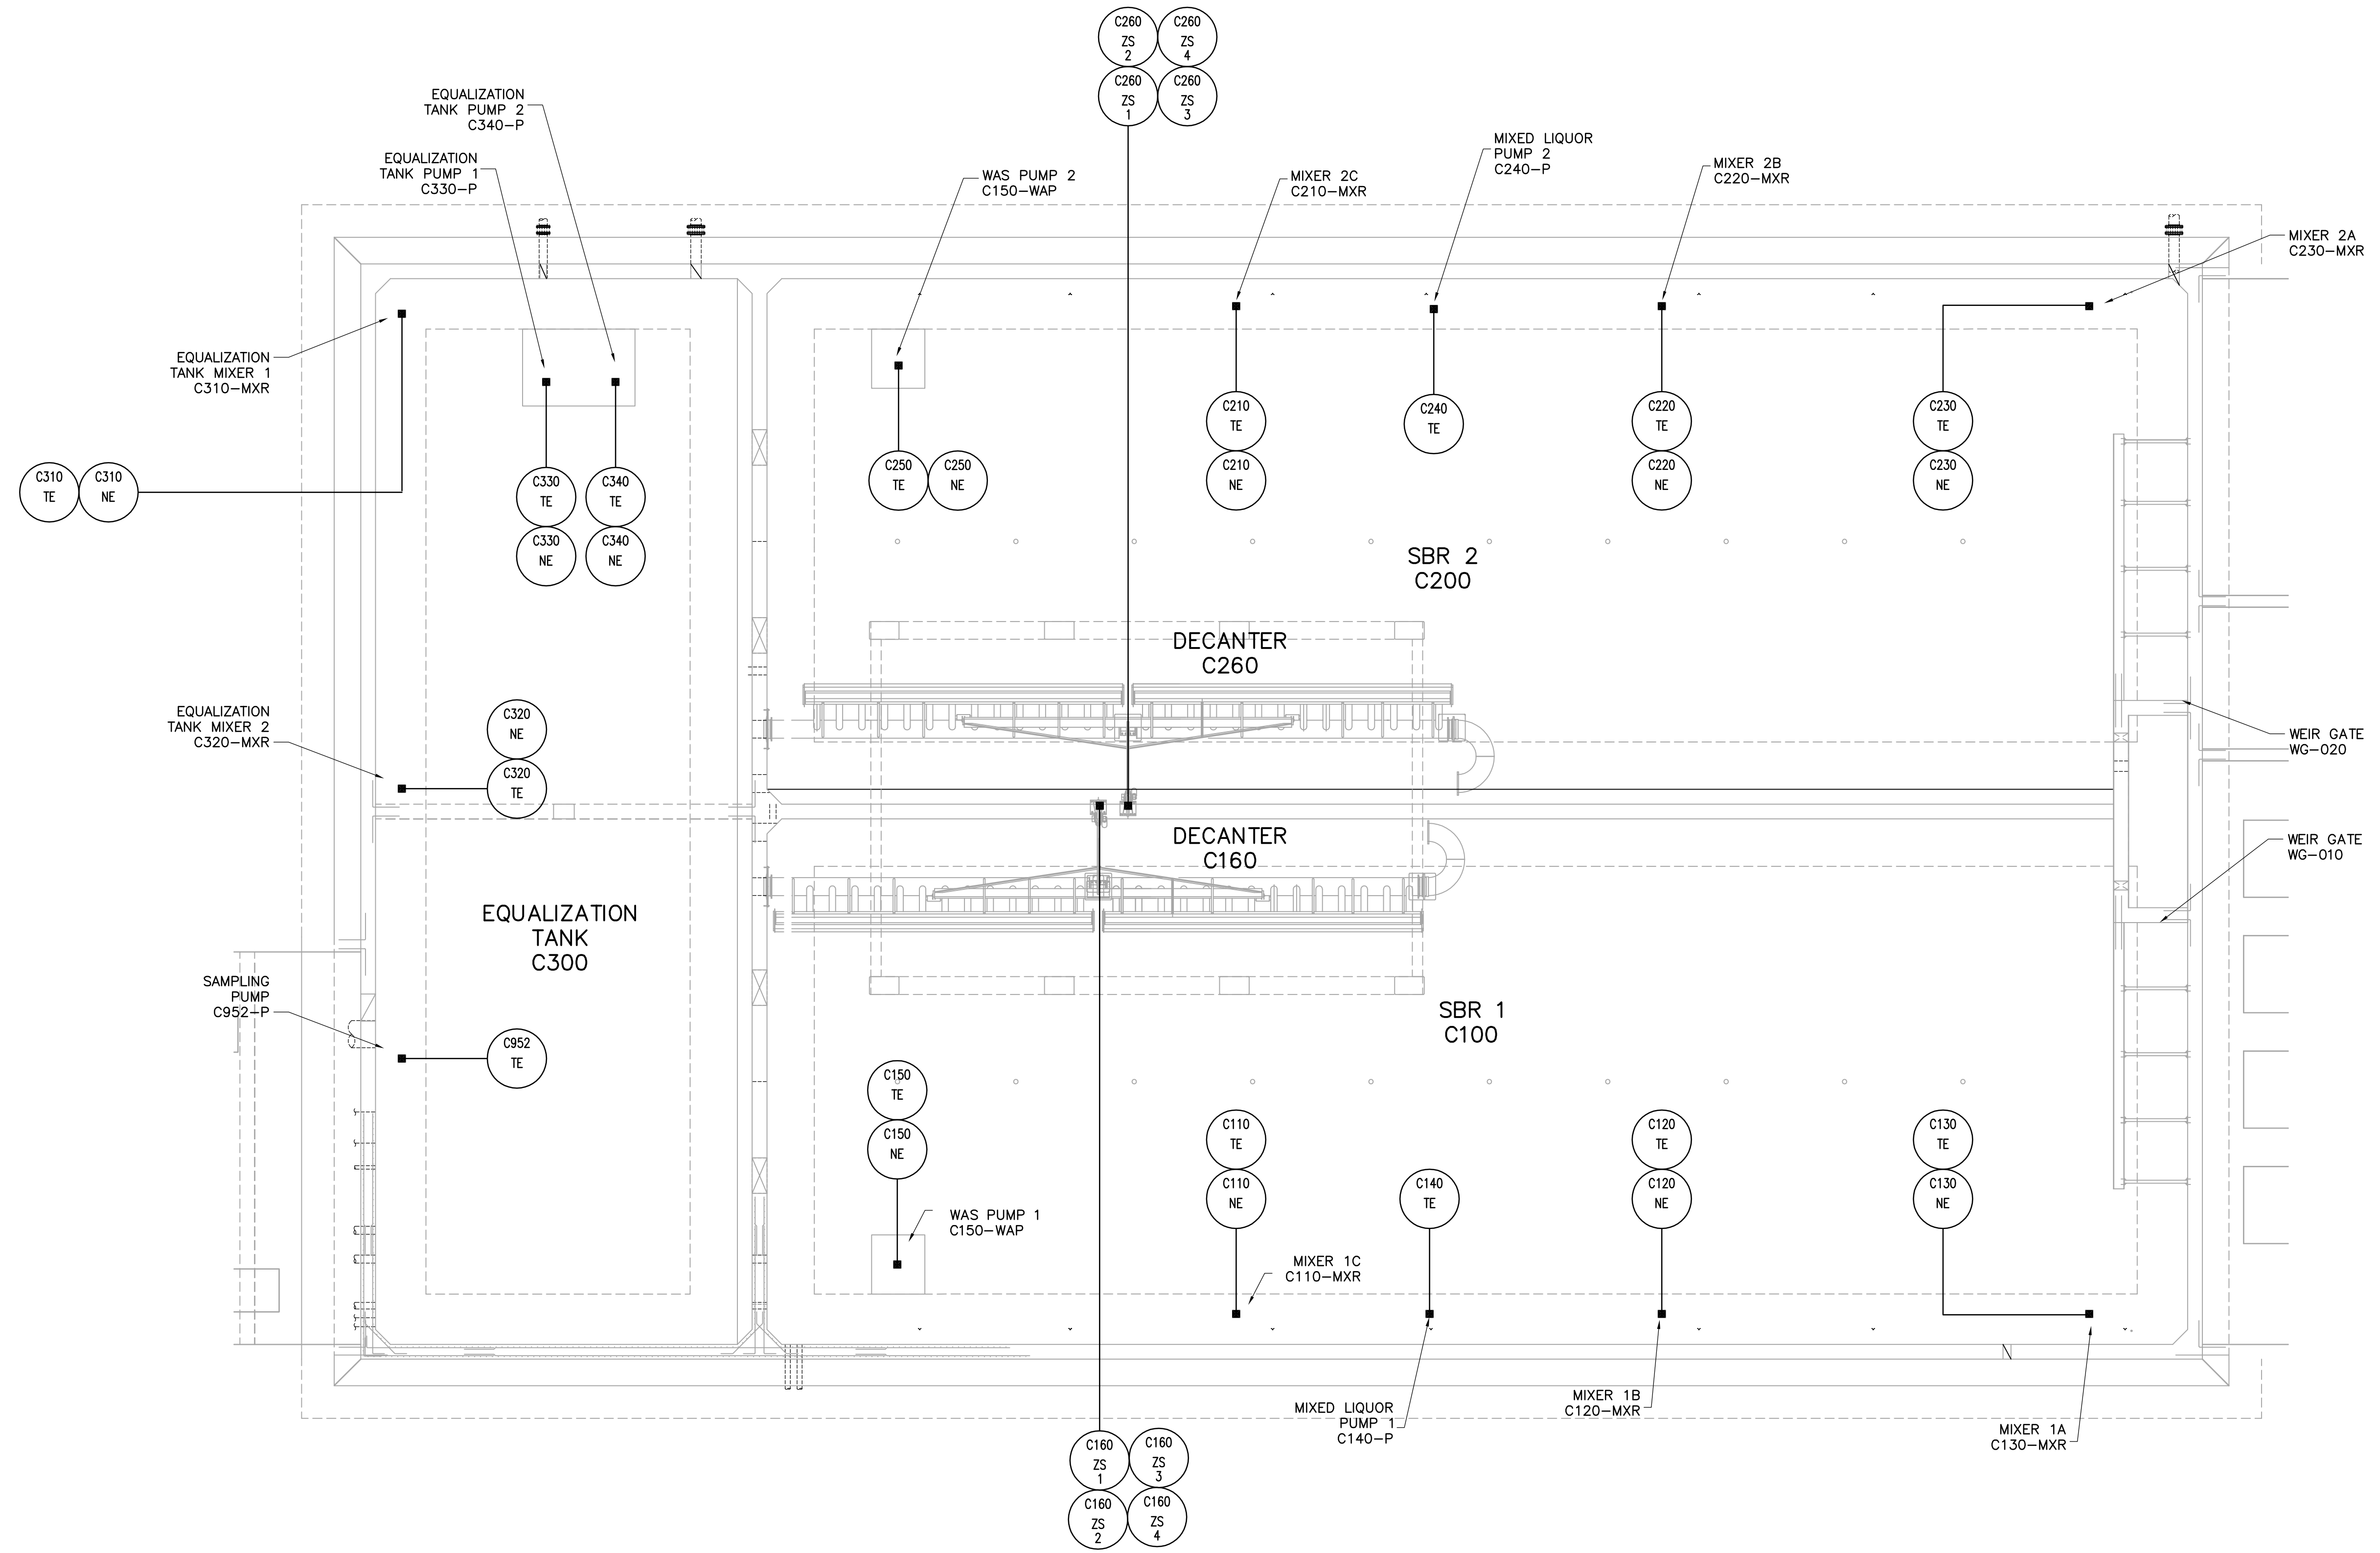 C260
ZS
2
C260
ZS
4
C260
ZS
1
C260
ZS
3
EQUALIZATION
TANK PUMP 2
C340-P
EQUALIZATION
TANK PUMP 1
C330-P
WAS PUMP 2
C150-WAP
MIXER 2C
C210-MXR
MIXED LIQUOR
PUMP 2
C240-P
MIXER 2B
C220-MXR
MIXER 2A
C230-MXR
EQUALIZATION
TANK MIXER 1
C310-MXR
C310
TE
C310
NE
C330
TE
C330
NE
C340
TE
C340
NE
C250
TE
C250
NE
C210
TE
C210
NE
C240
TE
C220
TE
C220
NE
C230
TE
C230
NE
SBR 2
C200
DECANTER
C260
EQUALIZATION
TANK MIXER 2
C320-MXR
C320
NE
C320
TE
WEIR GATE
WG-020
DECANTER
C160
WEIR GATE
WG-010
EQUALIZATION
TANK
C300
SAMPLING
PUMP
C952-P
C952
TE
SBR 1
C100
C150
TE
C150
NE
WAS PUMP 1
C150-WAP
C110
TE
C110
NE
C140
TE
C120
TE
C120
NE
C130
TE
C130
NE
MIXER 1C
C110-MXR
MIXED LIQUOR
PUMP 1
C140-P
MIXER 1B
C120-MXR
MIXER 1A
C130-MXR
C160
ZS
1
C160
ZS
3
C160
ZS
2
C160
ZS
4